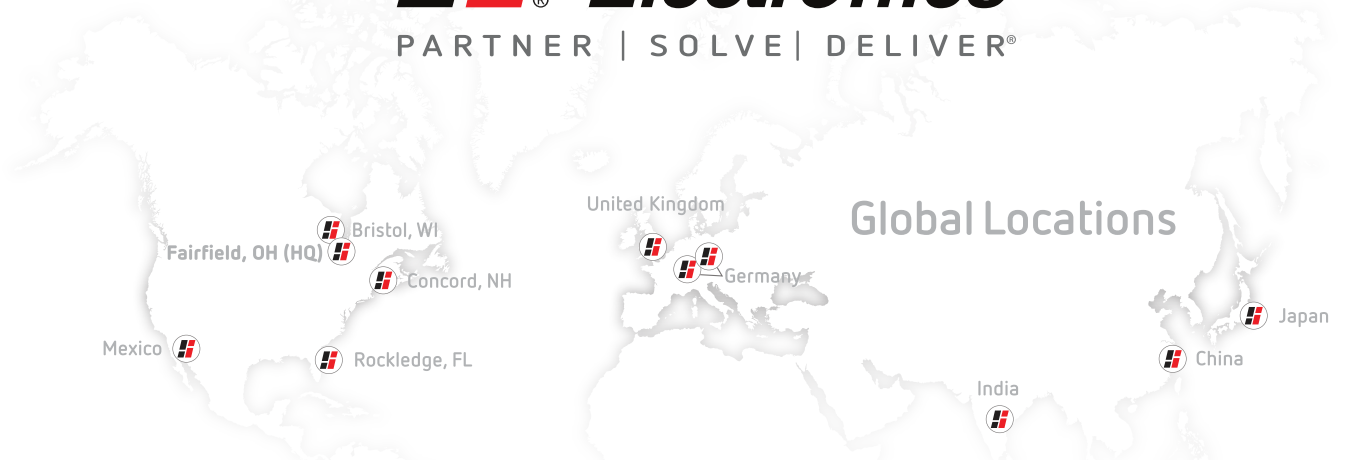 Electronics
PARTNER | SOLVE | DELIVER®
United Kingdom
Global Locations
Bristol, WI
Fairfield, OH (HQ)
Concord, NH
Germany
Japan
Mexico
Rockledge, FL
China
India